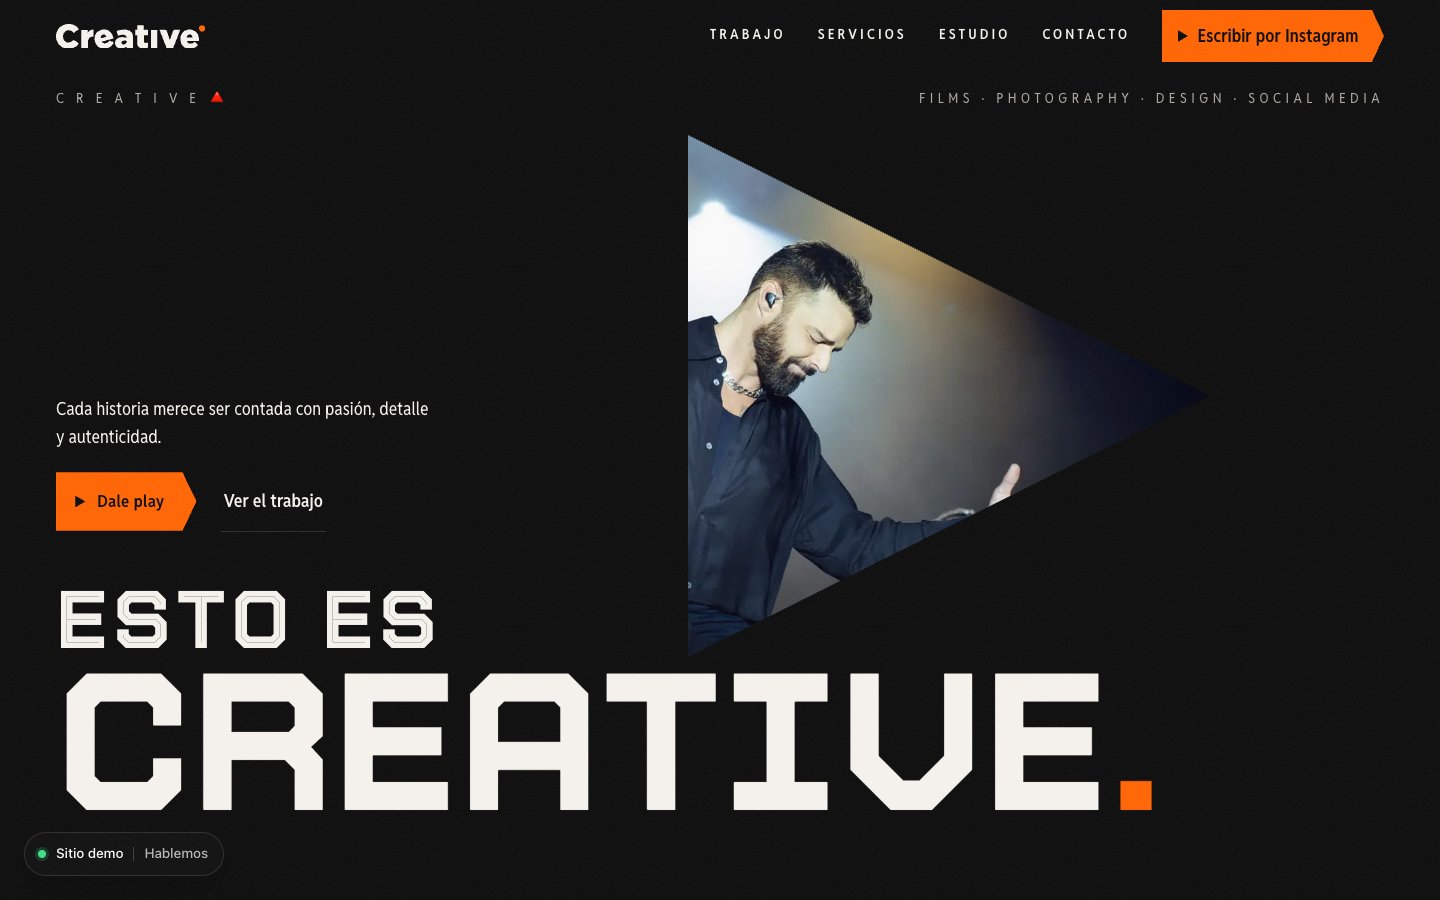 Creative
TRABAJO SERVICIOS ESTUDIO CONTACTO Escribir por Instagram
CREATIVE
FILMS · PHOTOGRAPHY · DESIGN · SOCIAL MEDIA
Cada historia merece ser contada con pasión, detalle
y autenticidad.
Dale play Ver el trabajo
ESTO ES
CREATIVE.
Sitio demo Hablemos